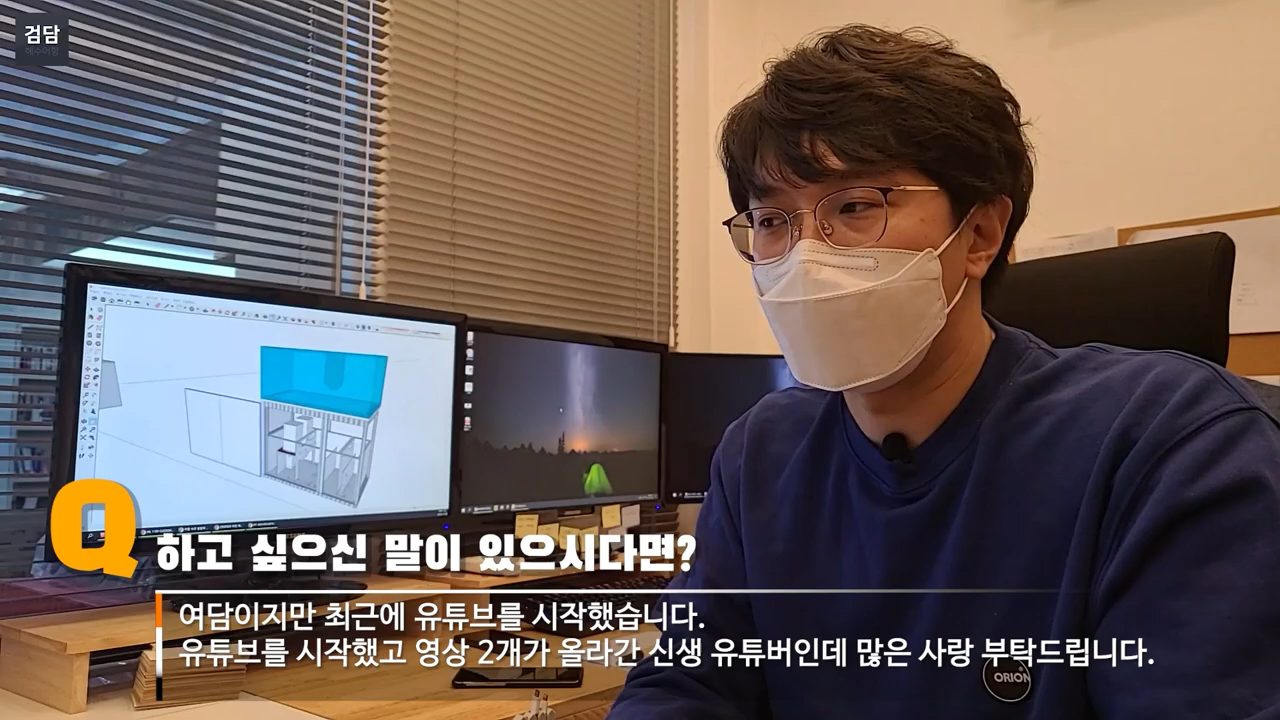 검담
Q 하고 싶으신 말이 있으시다면?
여담이지만 최근에 유튜브를 시작했습니다.
유튜브를 시작했고 영상 2개가 올라간 신생 유튜버인데 많은 사랑 부탁드립니다.
ORION